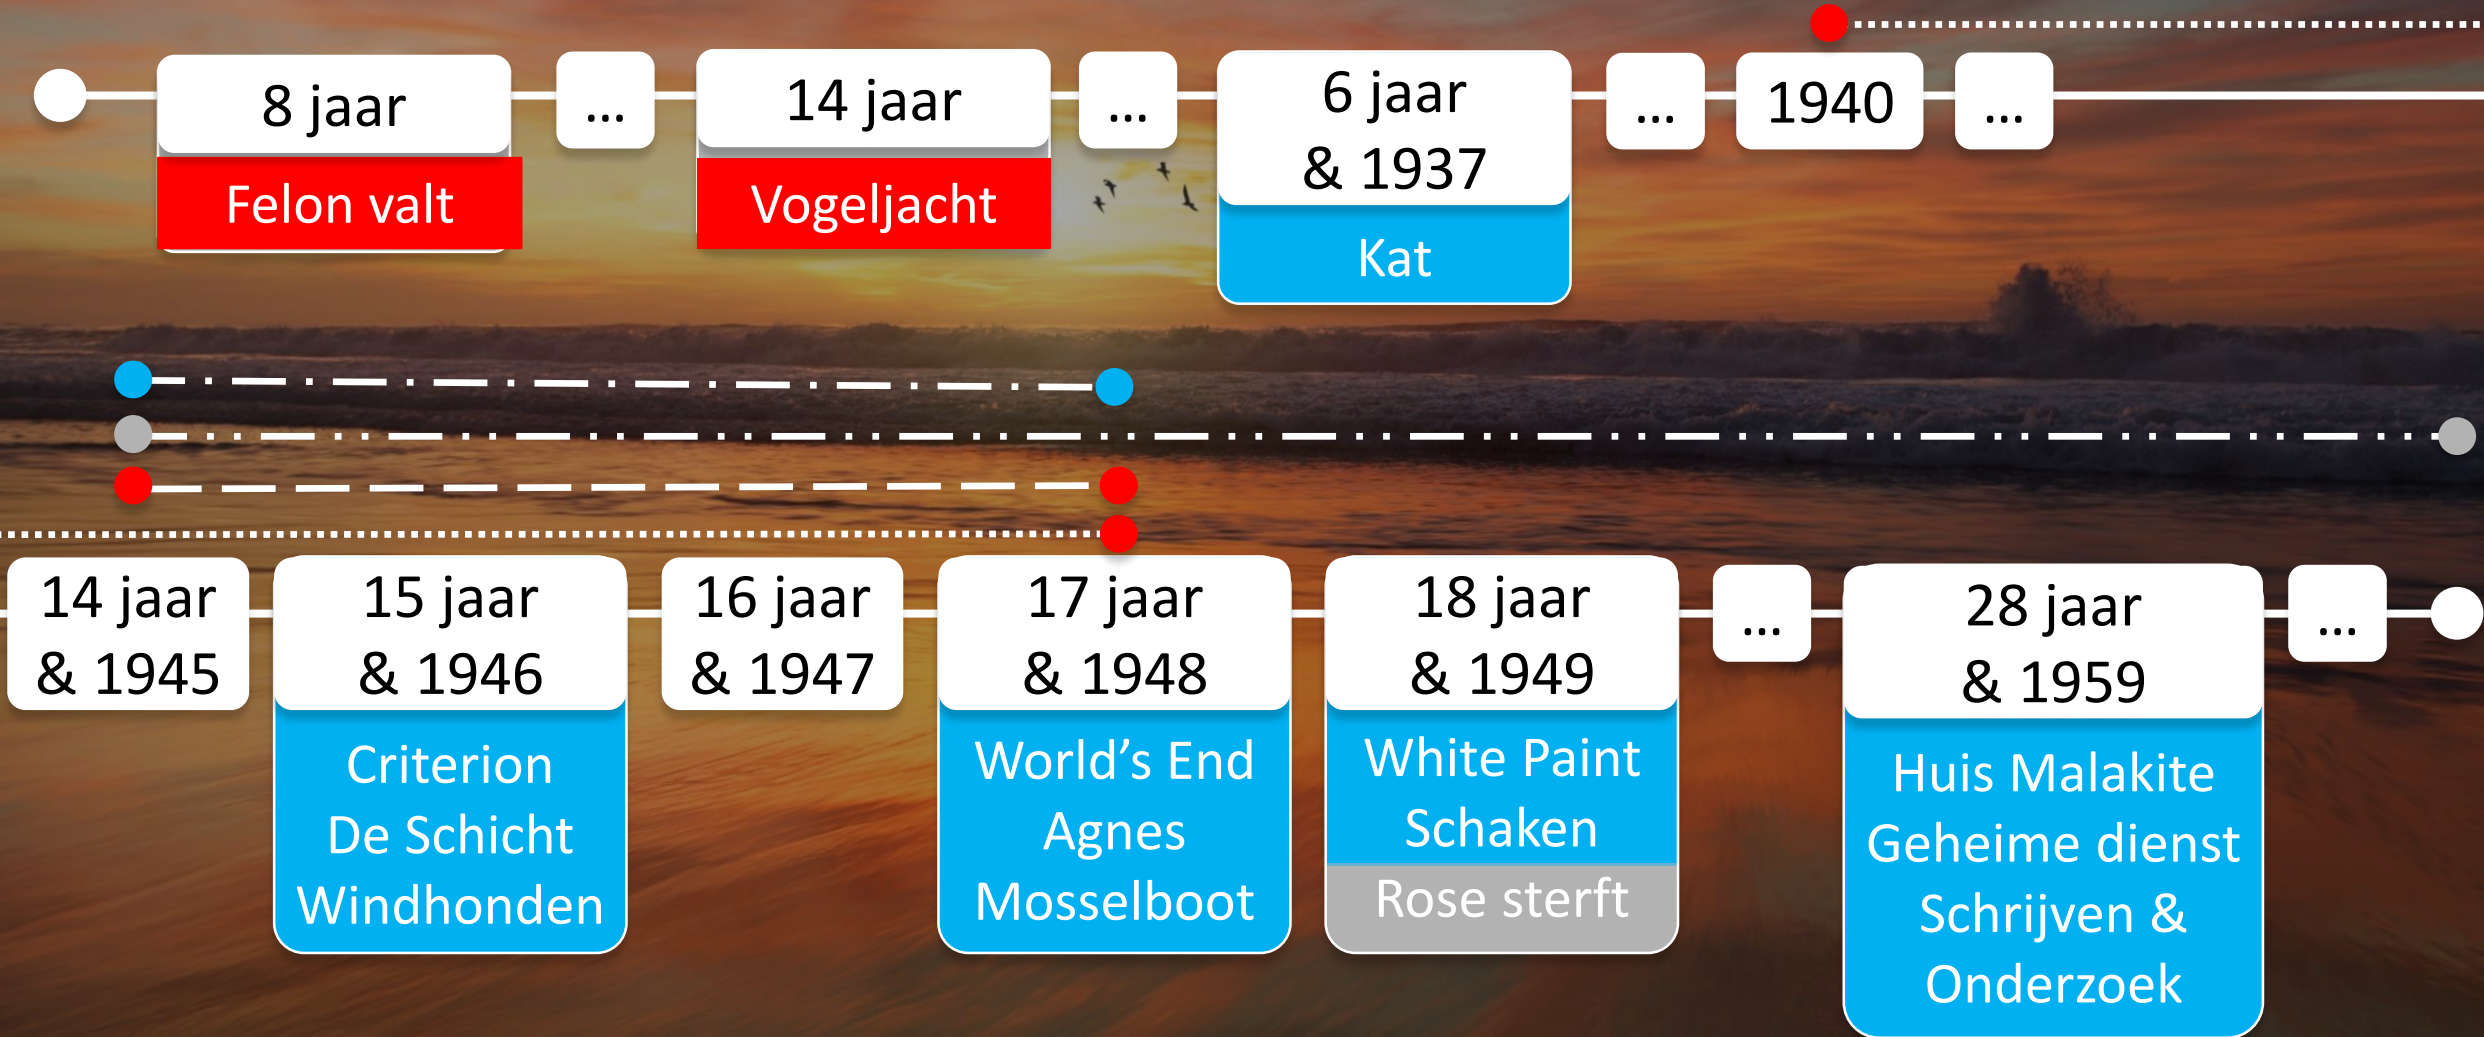 8 jaar
Felon valt
...
14 jaar
Vogeljacht
...
6 jaar
& 1937
Kat
...
1940
...
14 jaar
& 1945
15 jaar
& 1946
Criterion
De Schicht
Windhonden
16 jaar
& 1947
17 jaar
& 1948
World’s End
Agnes
Mosselboot
18 jaar
& 1949
White Paint
Schaken
Rose sterft
...
28 jaar
& 1959
Huis Malakite
Geheime dienst
Schrijven &
Onderzoek
...